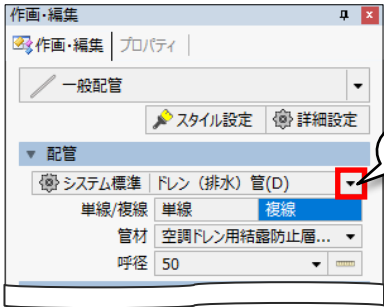 作画・編集
作画・編集 プロパティ
一般配管
スタイル設定 詳細設定
配管
システム標準 ドレン（排水）管(D)
単線/複線 単線 複線
管材 空調ドレン用結露防止層...
呼径 50